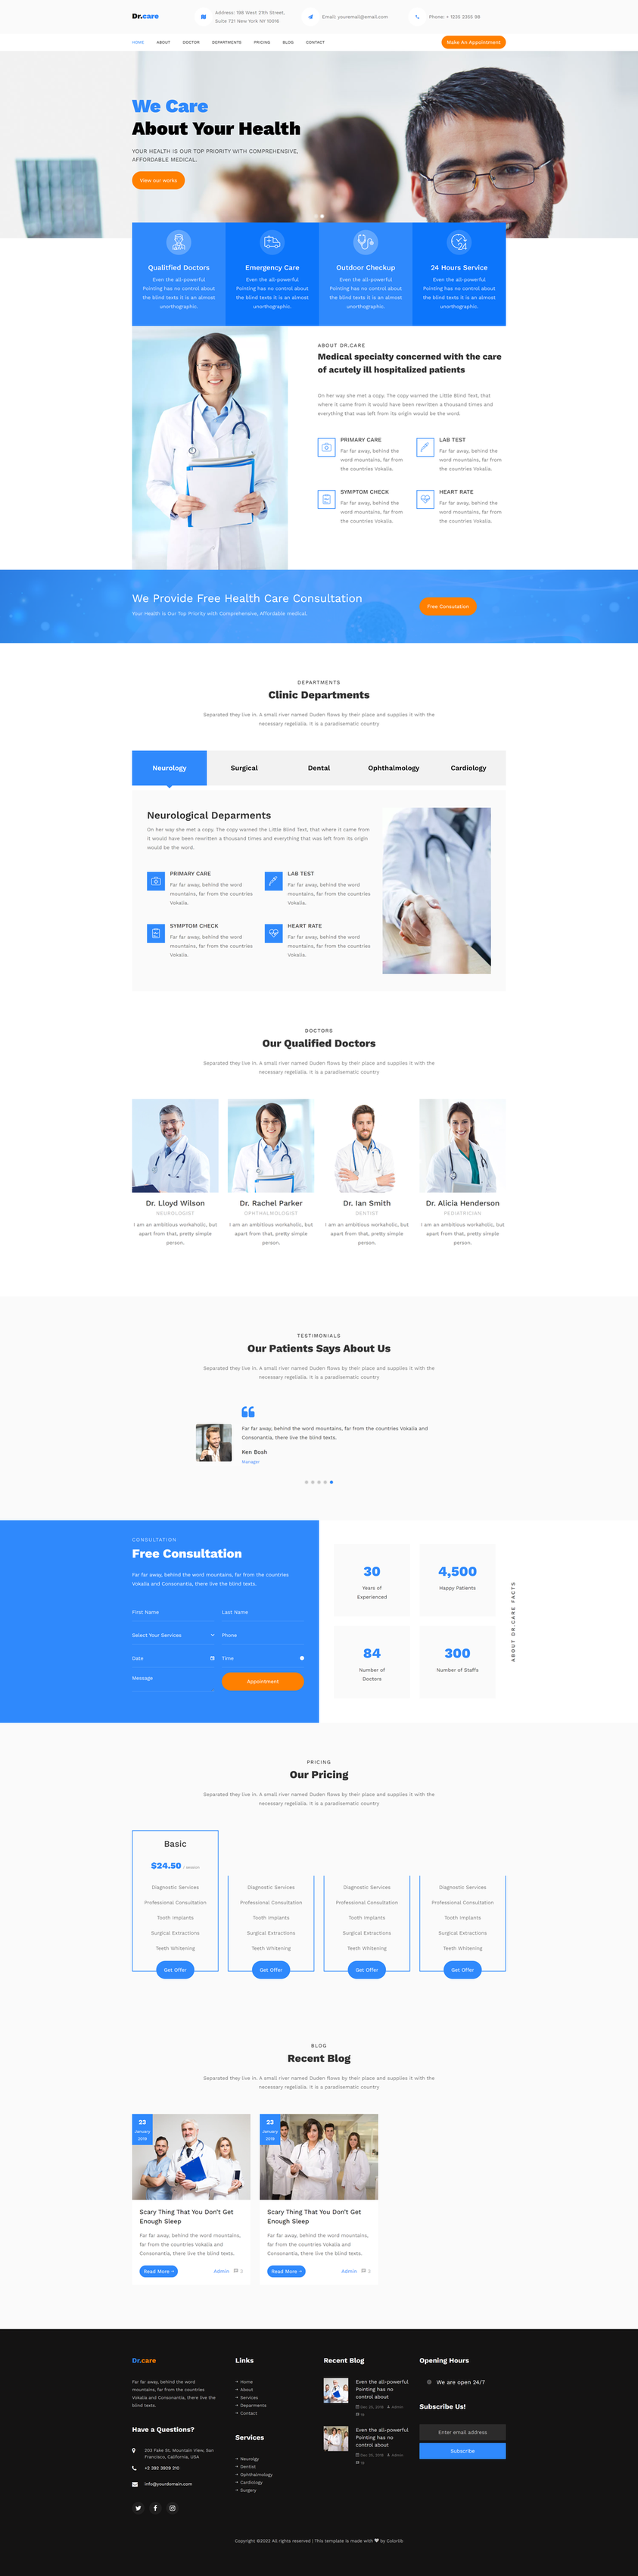 Dr.care
Address: 198 West 21th Street,
Suite 721 New York NY 10016
Email: youremail@email.com
Phone: + 1235 2355 98
HOME
ABOUT
DOCTOR
DEPARTMENTS
PRICING
BLOG
CONTACT
Make An Appointment
We Care
About Your Health
YOUR HEALTH IS OUR TOP PRIORITY WITH COMPREHENSIVE,
AFFORDABLE MEDICAL.
View our works
Qualitfied Doctors
Even the all-powerful
Pointing has no control about
the blind texts it is an almost
unorthographic.
Emergency Care
Even the all-powerful
Pointing has no control about
the blind texts it is an almost
unorthographic.
Outdoor Checkup
Even the all-powerful
Pointing has no control about
the blind texts it is an almost
unorthographic.
24 Hours Service
Even the all-powerful
Pointing has no control about
the blind texts it is an almost
unorthographic.
ABOUT DR.CARE
Medical specialty concerned with the care
of acutely ill hospitalized patients
On her way she met a copy. The copy warned the Little Blind Text, that
where it came from it would have been rewritten a thousand times and
everything that was left from its origin would be the word.
PRIMARY CARE
Far far away, behind the
word mountains, far from
the countries Vokalia.
LAB TEST
Far far away, behind the
word mountains, far from
the countries Vokalia.
SYMPTOM CHECK
Far far away, behind the
word mountains, far from
the countries Vokalia.
HEART RATE
Far far away, behind the
word mountains, far from
the countries Vokalia.
We Provide Free Health Care Consultation
Your Health is Our Top Priority with Comprehensive, Affordable medical.
Free Consutation
DEPARTMENTS
Clinic Departments
Separated they live in. A small river named Duden flows by their place and supplies it with the
necessary regelialia. It is a paradisematic country
Neurology
Surgical
Dental
Ophthalmology
Cardiology
Neurological Deparments
On her way she met a copy. The copy warned the Little Blind Text, that where it came from
it would have been rewritten a thousand times and everything that was left from its origin
would be the word.
PRIMARY CARE
Far far away, behind the word
mountains, far from the countries
Vokalia.
LAB TEST
Far far away, behind the word
mountains, far from the countries
Vokalia.
SYMPTOM CHECK
Far far away, behind the word
mountains, far from the countries
Vokalia.
HEART RATE
Far far away, behind the word
mountains, far from the countries
Vokalia.
DOCTORS
Our Qualified Doctors
Separated they live in. A small river named Duden flows by their place and supplies it with the
necessary regelialia. It is a paradisematic country
Dr. Lloyd Wilson
NEUROLOGIST
I am an ambitious workaholic, but
apart from that, pretty simple
person.
Dr. Rachel Parker
OPHTHALMOLOGIST
I am an ambitious workaholic, but
apart from that, pretty simple
person.
Dr. Ian Smith
DENTIST
I am an ambitious workaholic, but
apart from that, pretty simple
person.
Dr. Alicia Henderson
PEDIATRICIAN
I am an ambitious workaholic, but
apart from that, pretty simple
person.
TESTIMONIALS
Our Patients Says About Us
Separated they live in. A small river named Duden flows by their place and supplies it with the
necessary regelialia. It is a paradisematic country
Far far away, behind the word mountains, far from the countries Vokalia and
Consonantia, there live the blind texts.
Ken Bosh
Manager
CONSULTATION
Free Consultation
Far far away, behind the word mountains, far from the countries
Vokalia and Consonantia, there live the blind texts.
First Name
Last Name
Select Your Services
Phone
Date
Time
Message
Appointment
30
Years of
Experienced
4,500
Happy Patients
84
Number of
Doctors
300
Number of Staffs
ABOUT DR.CARE FACTS
PRICING
Our Pricing
Separated they live in. A small river named Duden flows by their place and supplies it with the
necessary regelialia. It is a paradisematic country
Basic
$24.50 / session
Diagnostic Services
Professional Consultation
Tooth Implants
Surgical Extractions
Teeth Whitening
Get Offer
Diagnostic Services
Professional Consultation
Tooth Implants
Surgical Extractions
Teeth Whitening
Get Offer
Diagnostic Services
Professional Consultation
Tooth Implants
Surgical Extractions
Teeth Whitening
Get Offer
Diagnostic Services
Professional Consultation
Tooth Implants
Surgical Extractions
Teeth Whitening
Get Offer
BLOG
Recent Blog
Separated they live in. A small river named Duden flows by their place and supplies it with the
necessary regelialia. It is a paradisematic country
23
January
2019
Scary Thing That You Don't Get
Enough Sleep
Far far away, behind the word mountains,
far from the countries Vokalia and
Consonantia, there live the blind texts.
Read More
Admin 3
23
January
2019
Scary Thing That You Don't Get
Enough Sleep
Far far away, behind the word mountains,
far from the countries Vokalia and
Consonantia, there live the blind texts.
Read More
Admin 3
Dr.care
Far far away, behind the word
mountains, far from the countries
Vokalia and Consonantia, there live the
blind texts.
Have a Questions?
203 Fake St. Mountain View, San
Francisco, California, USA
+2 392 3929 210
info@yourdomain.com
Links
Home
About
Services
Deparments
Contact
Services
Neurolgy
Dentist
Ophthalmology
Cardiology
Surgery
Recent Blog
Even the all-powerful
Pointing has no
control about
Dec 25, 2018 Admin
19
Even the all-powerful
Pointing has no
control about
Dec 25, 2018 Admin
19
Opening Hours
We are open 24/7
Subscribe Us!
Enter email address
Subscribe
Copyright ©2022 All rights reserved | This template is made with ♥ by Colorlib